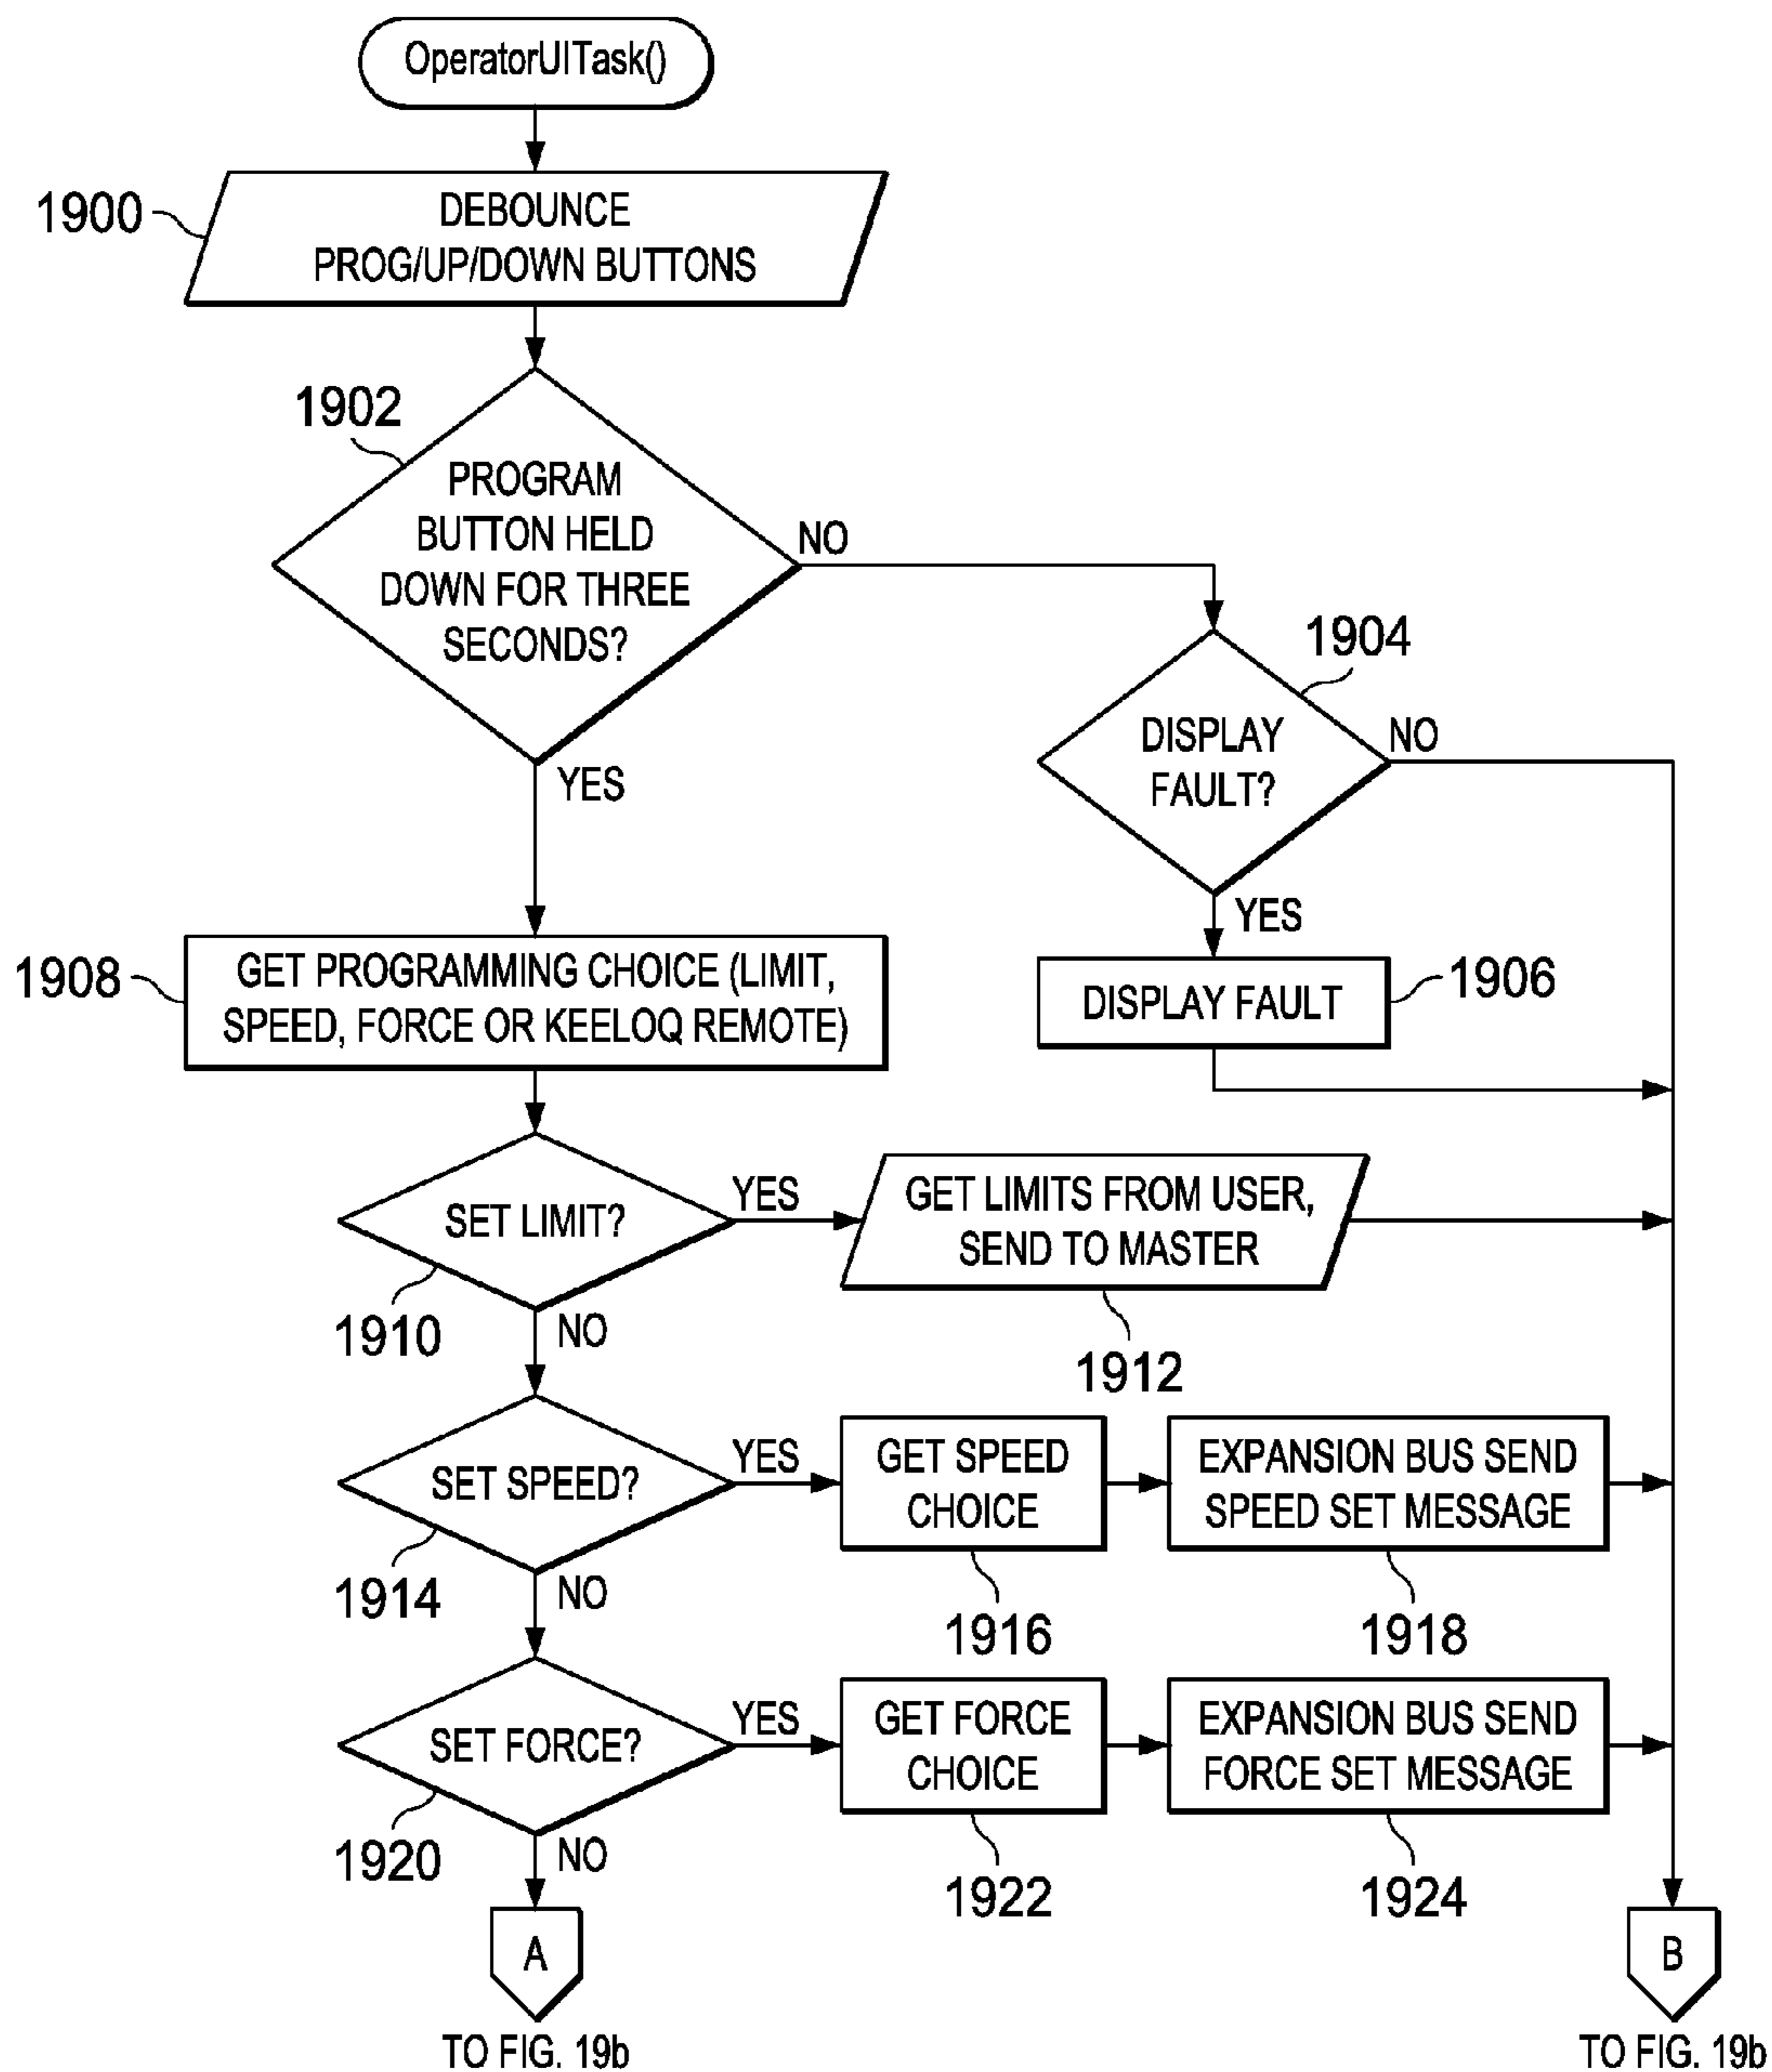 OperatorUITask()
1900
DEBOUNCE
PROG/UP/DOWN BUTTONS
1902
PROGRAM
BUTTON HELD
DOWN FOR THREE
SECONDS?
NO
YES
1904
DISPLAY
FAULT?
NO
YES
1906
DISPLAY FAULT
1908
GET PROGRAMMING CHOICE (LIMIT,
SPEED, FORCE OR KEELOQ REMOTE)
SET LIMIT?
YES
GET LIMITS FROM USER,
SEND TO MASTER
1910
NO
1912
SET SPEED?
YES
GET SPEED
CHOICE
EXPANSION BUS SEND
SPEED SET MESSAGE
1914
NO
1916
1918
SET FORCE?
YES
GET FORCE
CHOICE
EXPANSION BUS SEND
FORCE SET MESSAGE
1920
NO
1922
1924
A
TO FIG. 19b
B
TO FIG. 19b